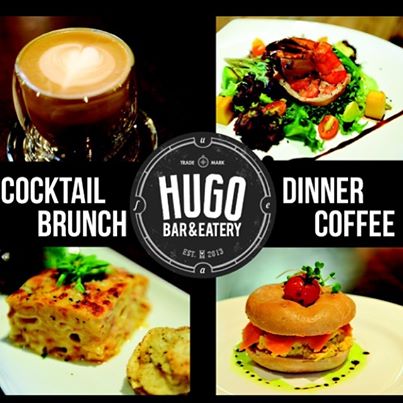 COCKTAIL
BRUNCH
TRADE MARK
HUGO
BAR&EATERY
EST. 2013
DINNER
COFFEE